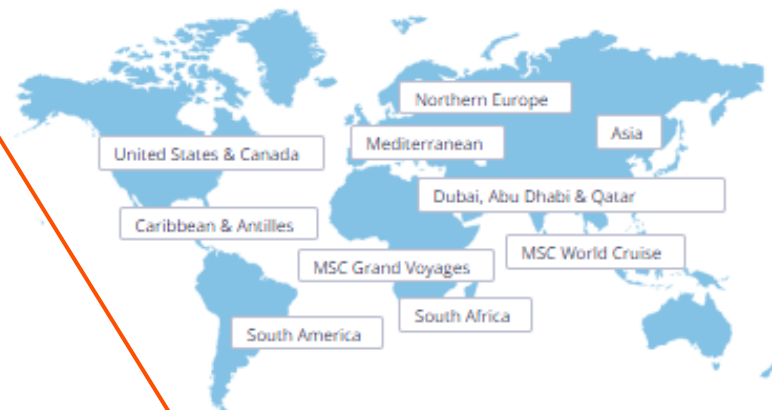 Northern Europe
Asia
Mediterranean
United States & Canada
Dubai, Abu Dhabi & Qatar
Caribbean & Antilles
MSC World Cruise
MSC Grand Voyages
South Africa
South America